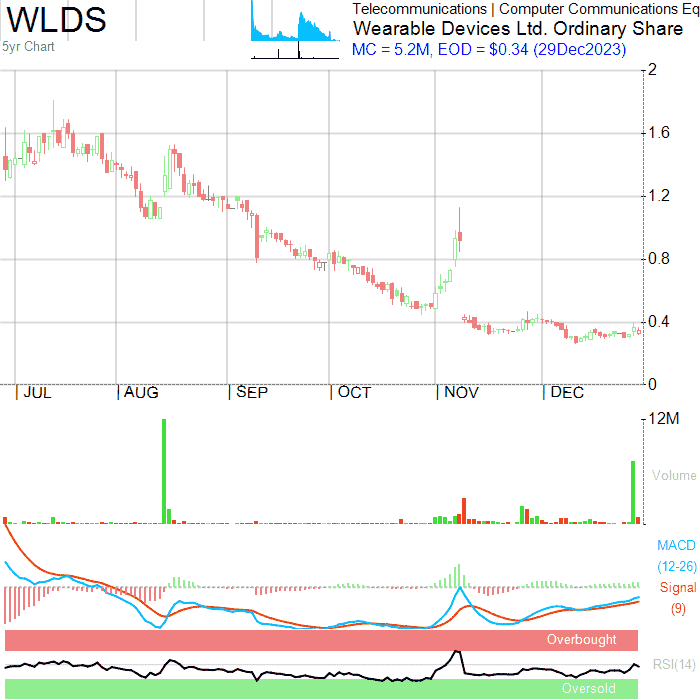 WLDS
5yr Chart
Telecommunications | Computer Communications Eq
Wearable Devices Ltd. Ordinary Share
MC = 5.2M, EOD = $0.34 (29Dec2023)
2
1.6
1.2
0.8
0.4
0
| JUL | AUG | SEP | OCT | NOV | DEC
12M
Volume
MACD
(12-26)
Signal
(9)
Overbought
RSI(14)
Oversold